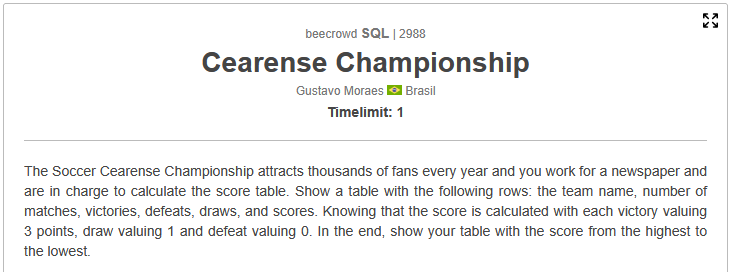 beecrowd SQL | 2988
Cearense Championship
Gustavo Moraes Brasil
Timelimit: 1
The Soccer Cearense Championship attracts thousands of fans every year and you work for a newspaper and
are in charge to calculate the score table. Show a table with the following rows: the team name, number of
matches, victories, defeats, draws, and scores. Knowing that the score is calculated with each victory valuing
3 points, draw valuing 1 and defeat valuing 0. In the end, show your table with the score from the highest to
the lowest.